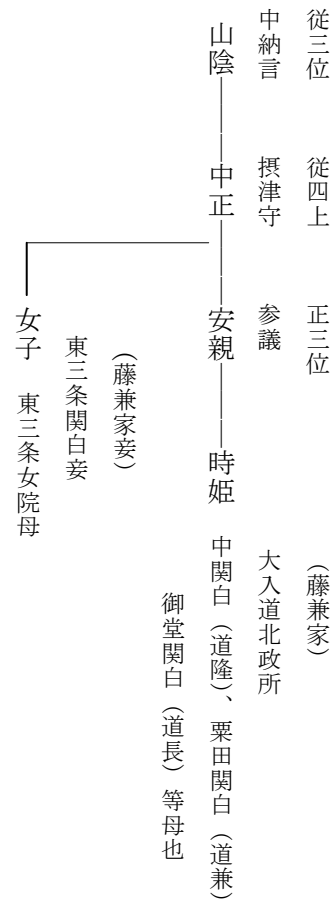 従三位　従四上　正三位　（藤兼家）
中納言　摂津守　参議　大入道北政所
山陰　中正　安親　時姫　中関白（道隆）、粟田関白（道兼）
御堂関白（道長）等母也
（藤兼家妾）
東三条関白妾
女子　東三条女院母